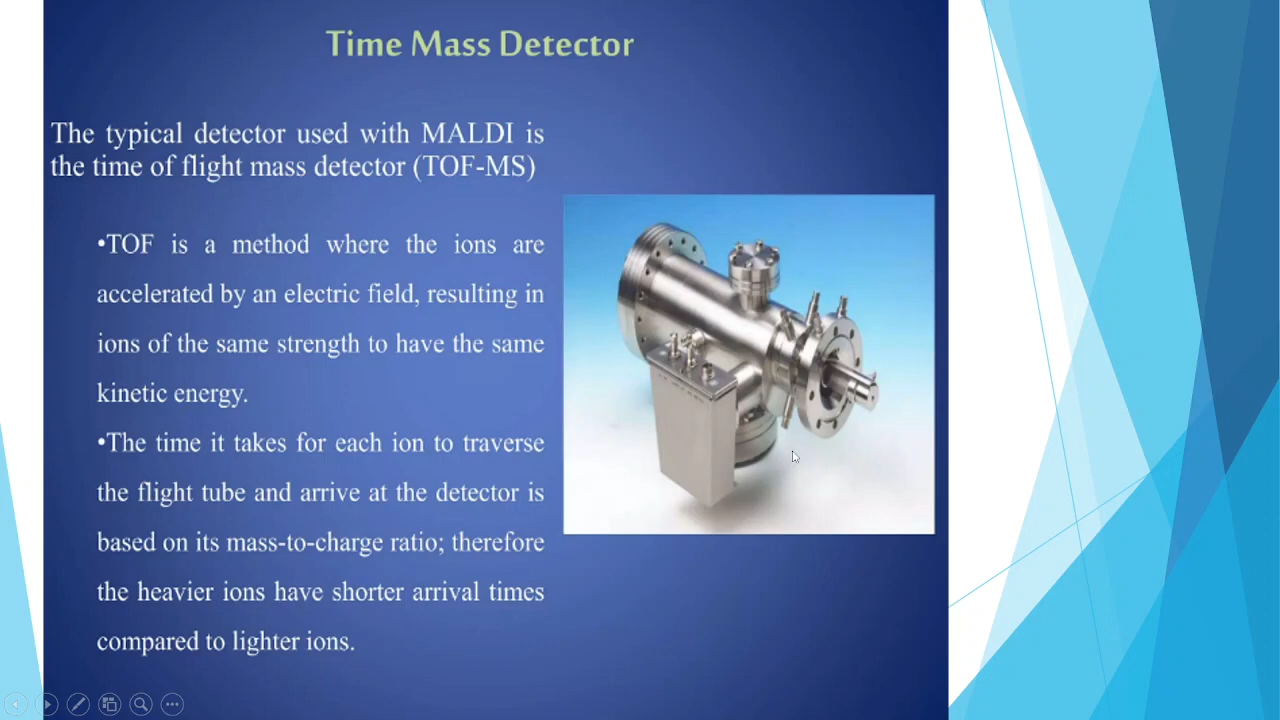 Time Mass Detector
The typical detector used with MALDI is
the time of flight mass detector (TOF-MS)
•TOF is a method where the ions are
accelerated by an electric field, resulting in
ions of the same strength to have the same
kinetic energy.
•The time it takes for each ion to traverse
the flight tube and arrive at the detector is
based on its mass-to-charge ratio; therefore
the heavier ions have shorter arrival times
compared to lighter ions.